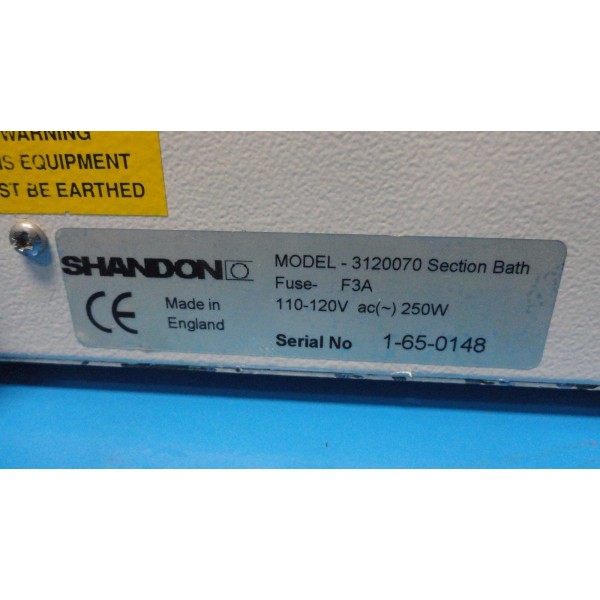 WARNING
IS EQUIPMENT
ST BE EARTHED
SHANDON
MODEL - 3120070 Section Bath
Fuse- F3A
110-120V ac(~) 250W
CE
Made in
England
Serial No 1-65-0148